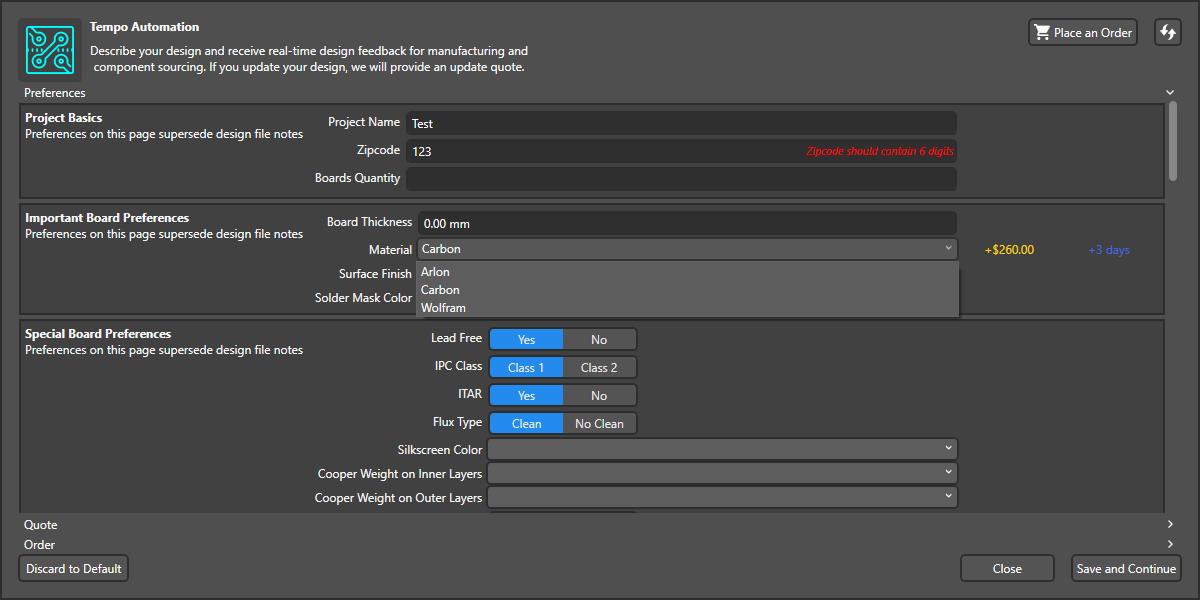 Tempo Automation
Describe your design and receive real-time design feedback for manufacturing and
component sourcing. If you update your design, we will provide an update quote.
Place an Order
Preferences
Project Basics
Preferences on this page supersede design file notes
Project Name
Test
Zipcode
123
Zipcode should contain 6 digits
Boards Quantity
Important Board Preferences
Preferences on this page supersede design file notes
Board Thickness
0.00 mm
Material
Carbon
+$260.00
+3 days
Surface Finish
Arlon
Carbon
Wolfram
Solder Mask Color
Special Board Preferences
Preferences on this page supersede design file notes
Lead Free
Yes
No
IPC Class
Class 1
Class 2
ITAR
Yes
No
Flux Type
Clean
No Clean
Silkscreen Color
Cooper Weight on Inner Layers
Cooper Weight on Outer Layers
Quote
Order
Discard to Default
Close
Save and Continue